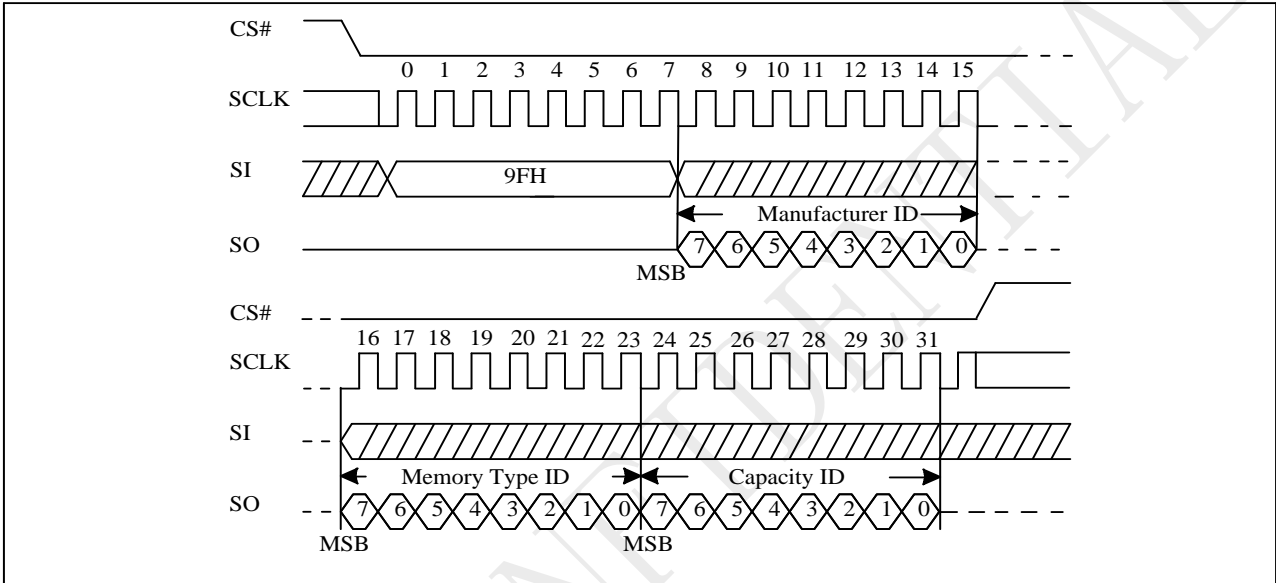 CS#
0 1 2 3 4 5 6 7 8 9 10 11 12 13 14 15
SCLK
SI
9FH
Manufacturer ID
SO
7 6 5 4 3 2 1 0
MSB
CS#
16 17 18 19 20 21 22 23 24 25 26 27 28 29 30 31
SCLK
SI
Memory Type ID Capacity ID
SO
7 6 5 4 3 2 1 0 7 6 5 4 3 2 1 0
MSB MSB